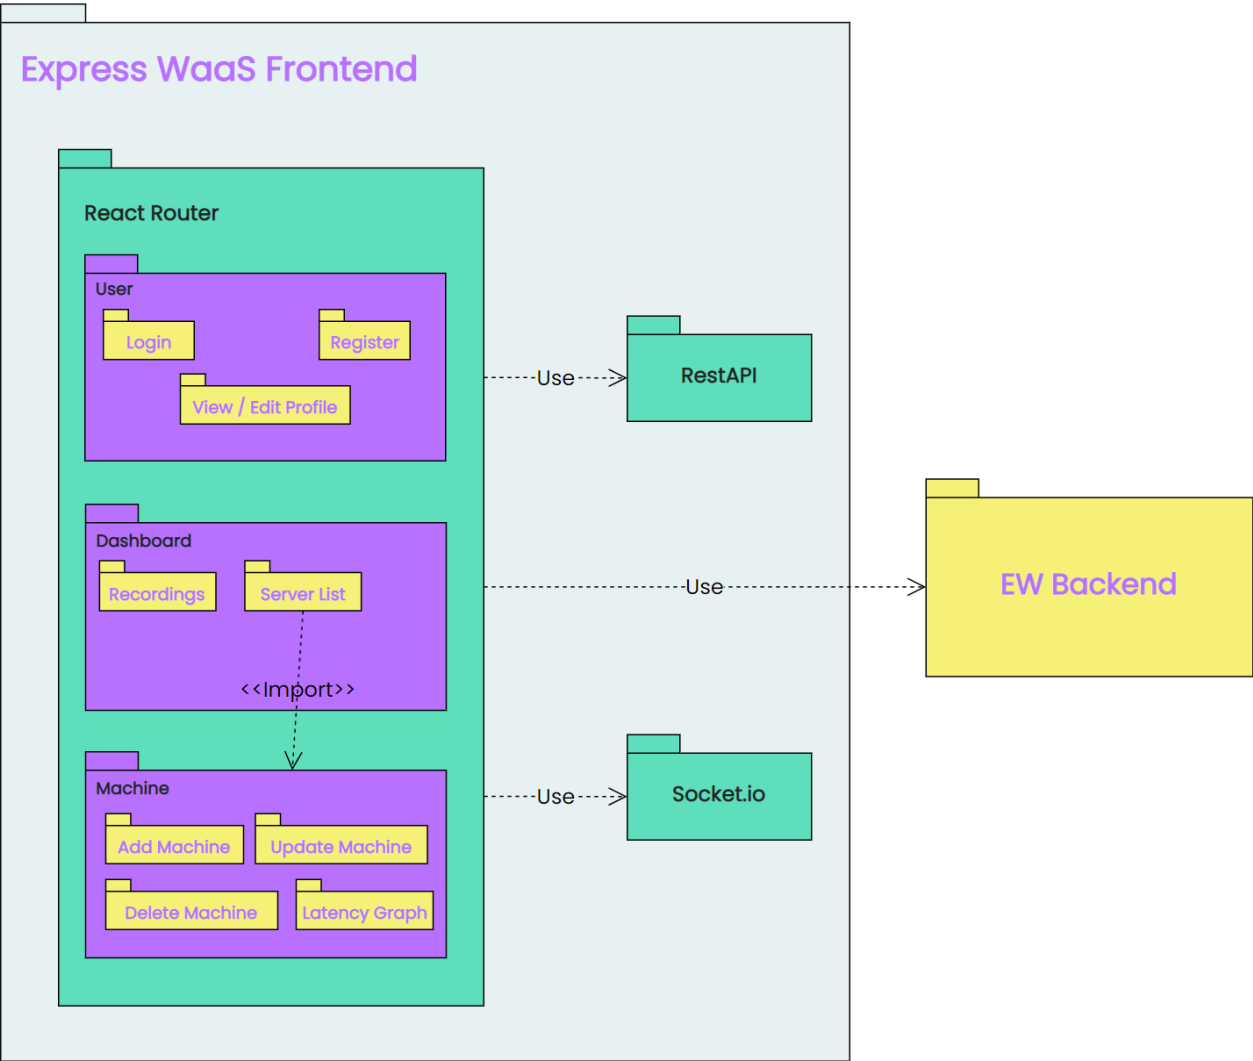 Express WaaS Frontend
React Router
User
Login
Register
View / Edit Profile
Use
RestAPI
Dashboard
Recordings
Server List
<<Import>>
Use
EW Backend
Machine
Add Machine
Update Machine
Delete Machine
Latency Graph
Use
Socket.io